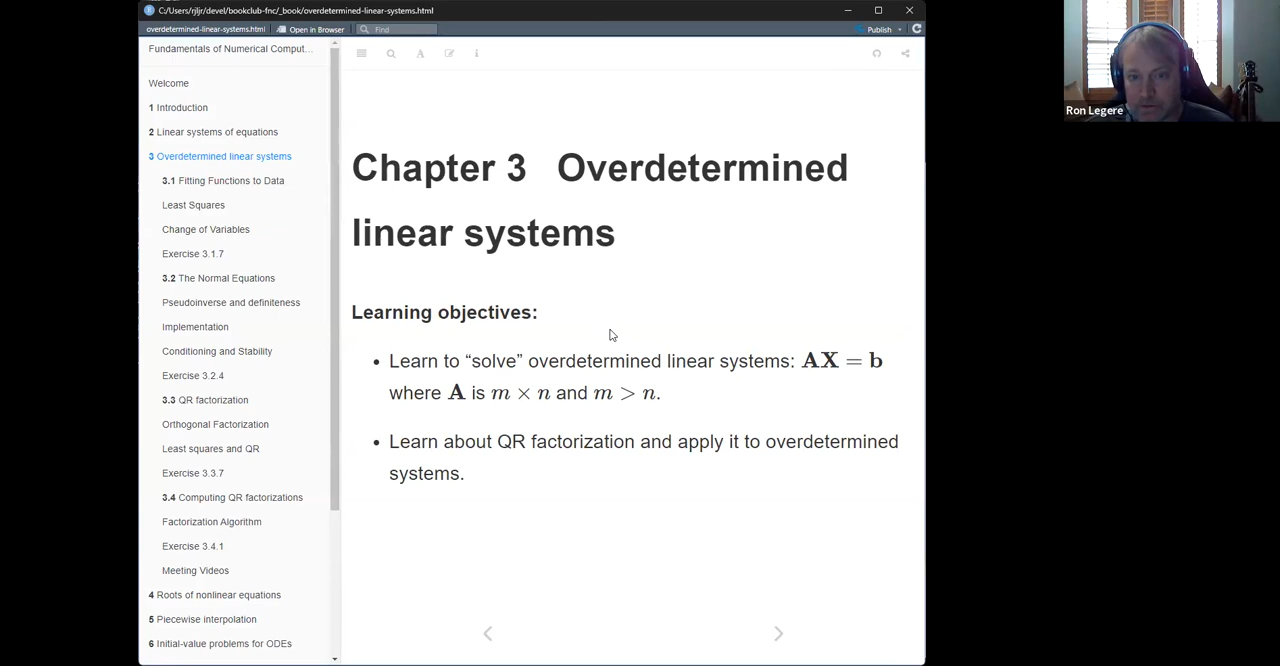 C:/Users/rjljr/devel/bookclub-fnc/_book/overdetermined-linear-systems.html
overdetermined-linear-systems.html
Open in Browser
Find
Publish
Fundamentals of Numerical Comput...
Welcome
1 Introduction
2 Linear systems of equations
3 Overdetermined linear systems
3.1 Fitting Functions to Data
Least Squares
Change of Variables
Exercise 3.1.7
3.2 The Normal Equations
Pseudoinverse and definiteness
Implementation
Conditioning and Stability
Exercise 3.2.4
3.3 QR factorization
Orthogonal Factorization
Least squares and QR
Exercise 3.3.7
3.4 Computing QR factorizations
Factorization Algorithm
Exercise 3.4.1
Meeting Videos
4 Roots of nonlinear equations
5 Piecewise interpolation
6 Initial-value problems for ODEs
Chapter 3 Overdetermined
linear systems
Learning objectives:
• Learn to “solve” overdetermined linear systems: AX = b
where A is m × n and m > n.
• Learn about QR factorization and apply it to overdetermined
systems.
Ron Legere